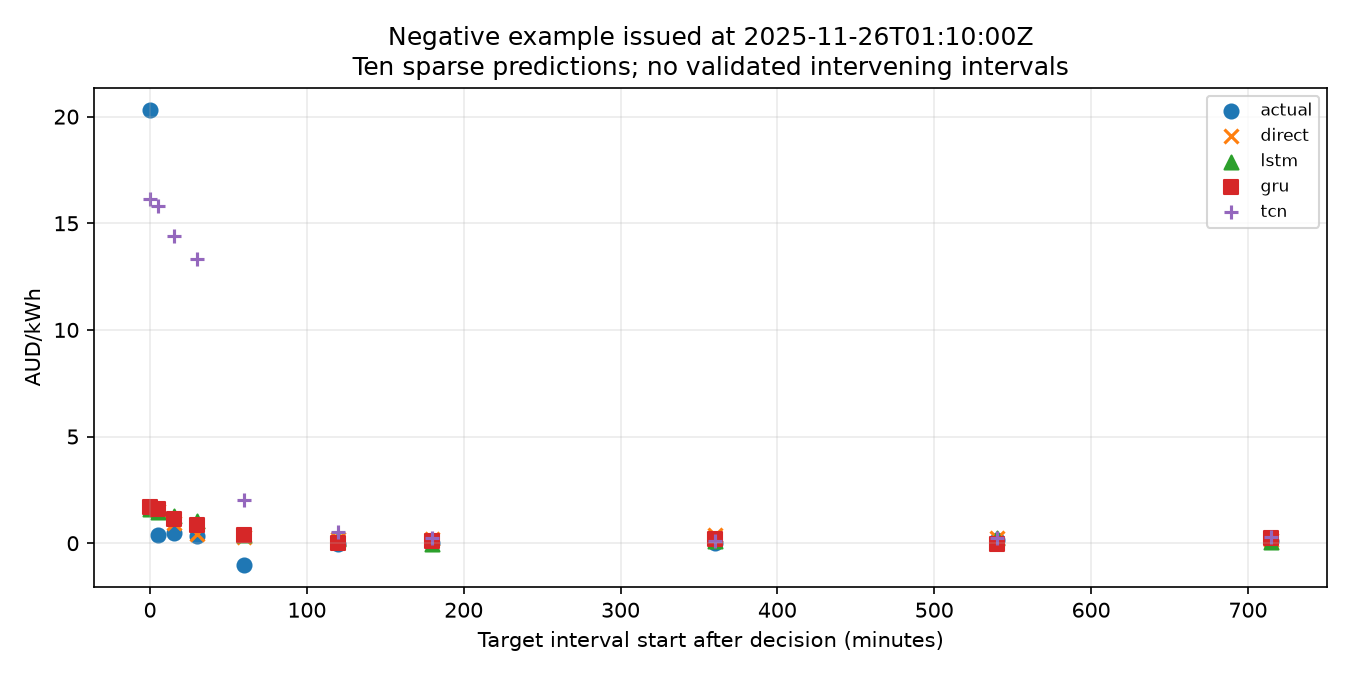 Negative example issued at 2025-11-26T01:10:00Z
Ten sparse predictions; no validated intervening intervals
actual
direct
lstm
gru
tcn
AUD/kWh
20
15
10
5
0
0 100 200 300 400 500 600 700
Target interval start after decision (minutes)